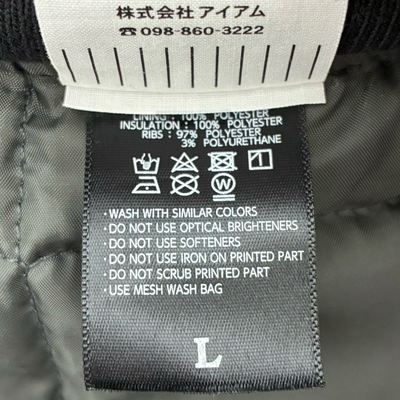 株式会社アイアム
☎098-860-3222
LINING: 100% POLYESTER
INSULATION: 100% POLYESTER
RIBS: 97% POLYESTER
3% POLYURETHANE
・WASH WITH SIMILAR COLORS
・DO NOT USE OPTICAL BRIGHTENERS
・DO NOT USE SOFTENERS
・DO NOT USE IRON ON PRINTED PART
・DO NOT SCRUB PRINTED PART
・USE MESH WASH BAG
L